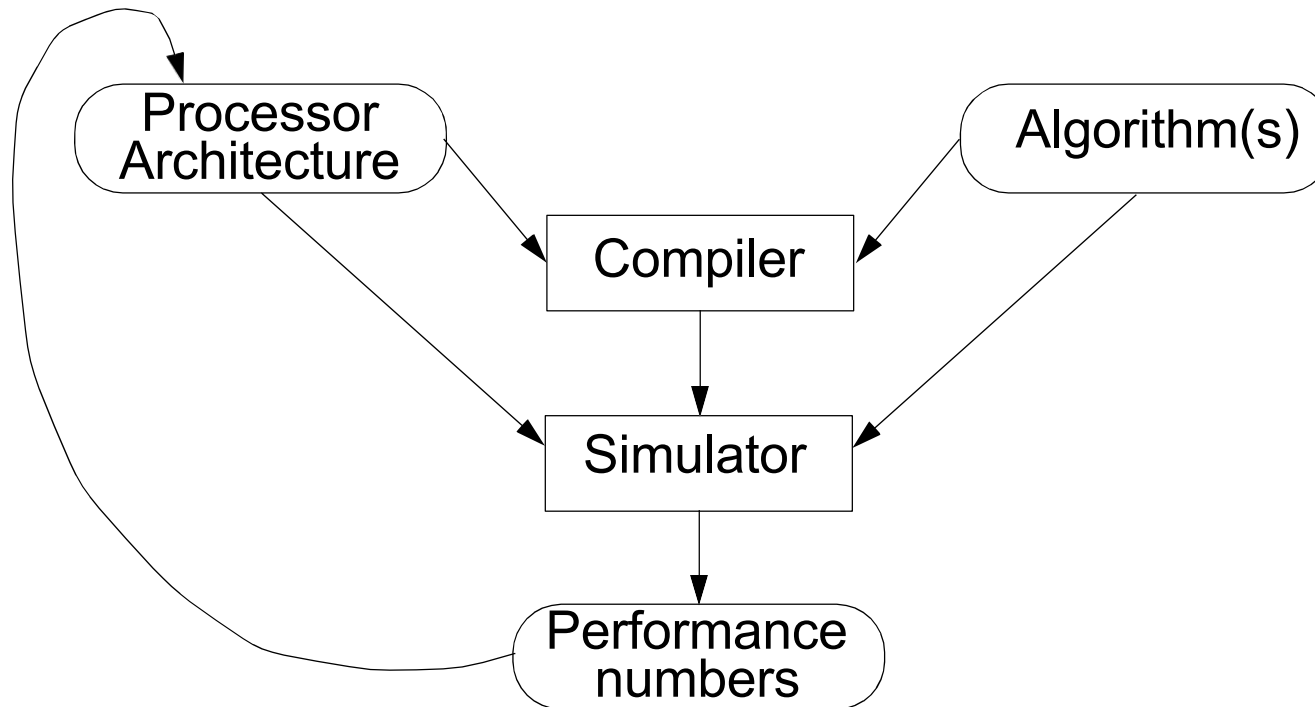 Processor
Architecture
Algorithm(s)
Compiler
Simulator
Performance
numbers